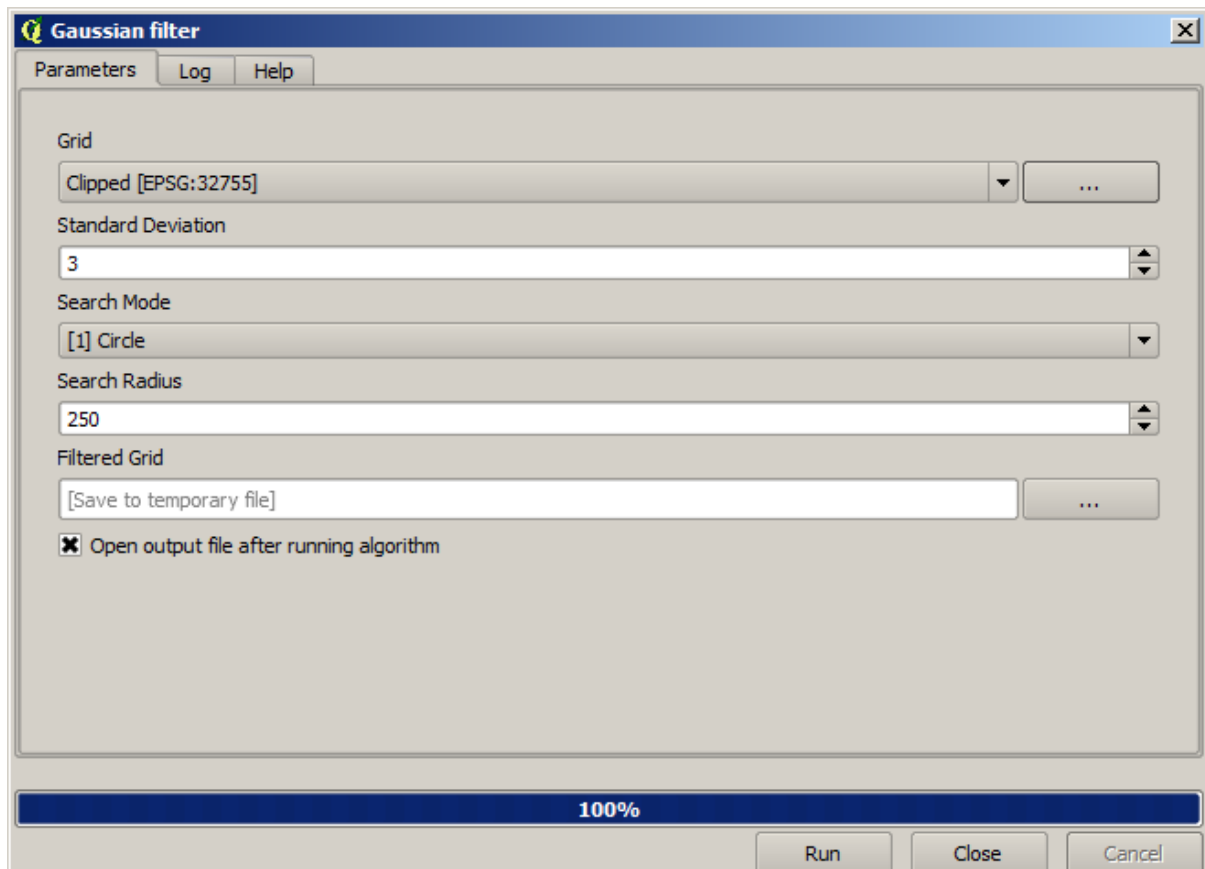 Gaussian filter
Parameters Log Help
Grid
Clipped [EPSG:32755] ...
Standard Deviation
3
Search Mode
[1] Circle
Search Radius
250
Filtered Grid
[Save to temporary file] ...
Open output file after running algorithm
100%
Run Close Cancel